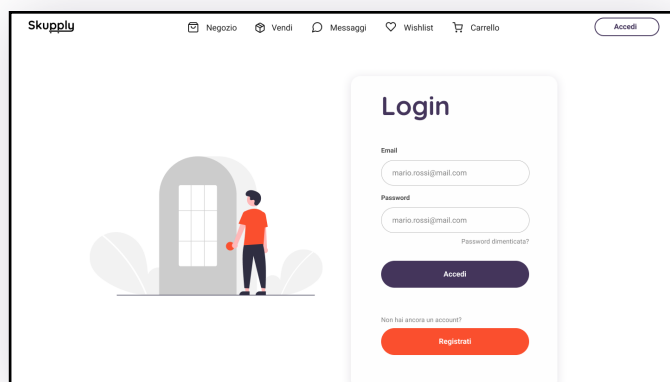 Skupply Negozio Vendi Messaggi Wishlist Carrello Accedi
Login
Email
mario.rossi@mail.com
Password
mario.rossi@mail.com
Password dimenticata?
Accedi
Non hai ancora un account?
Registrati